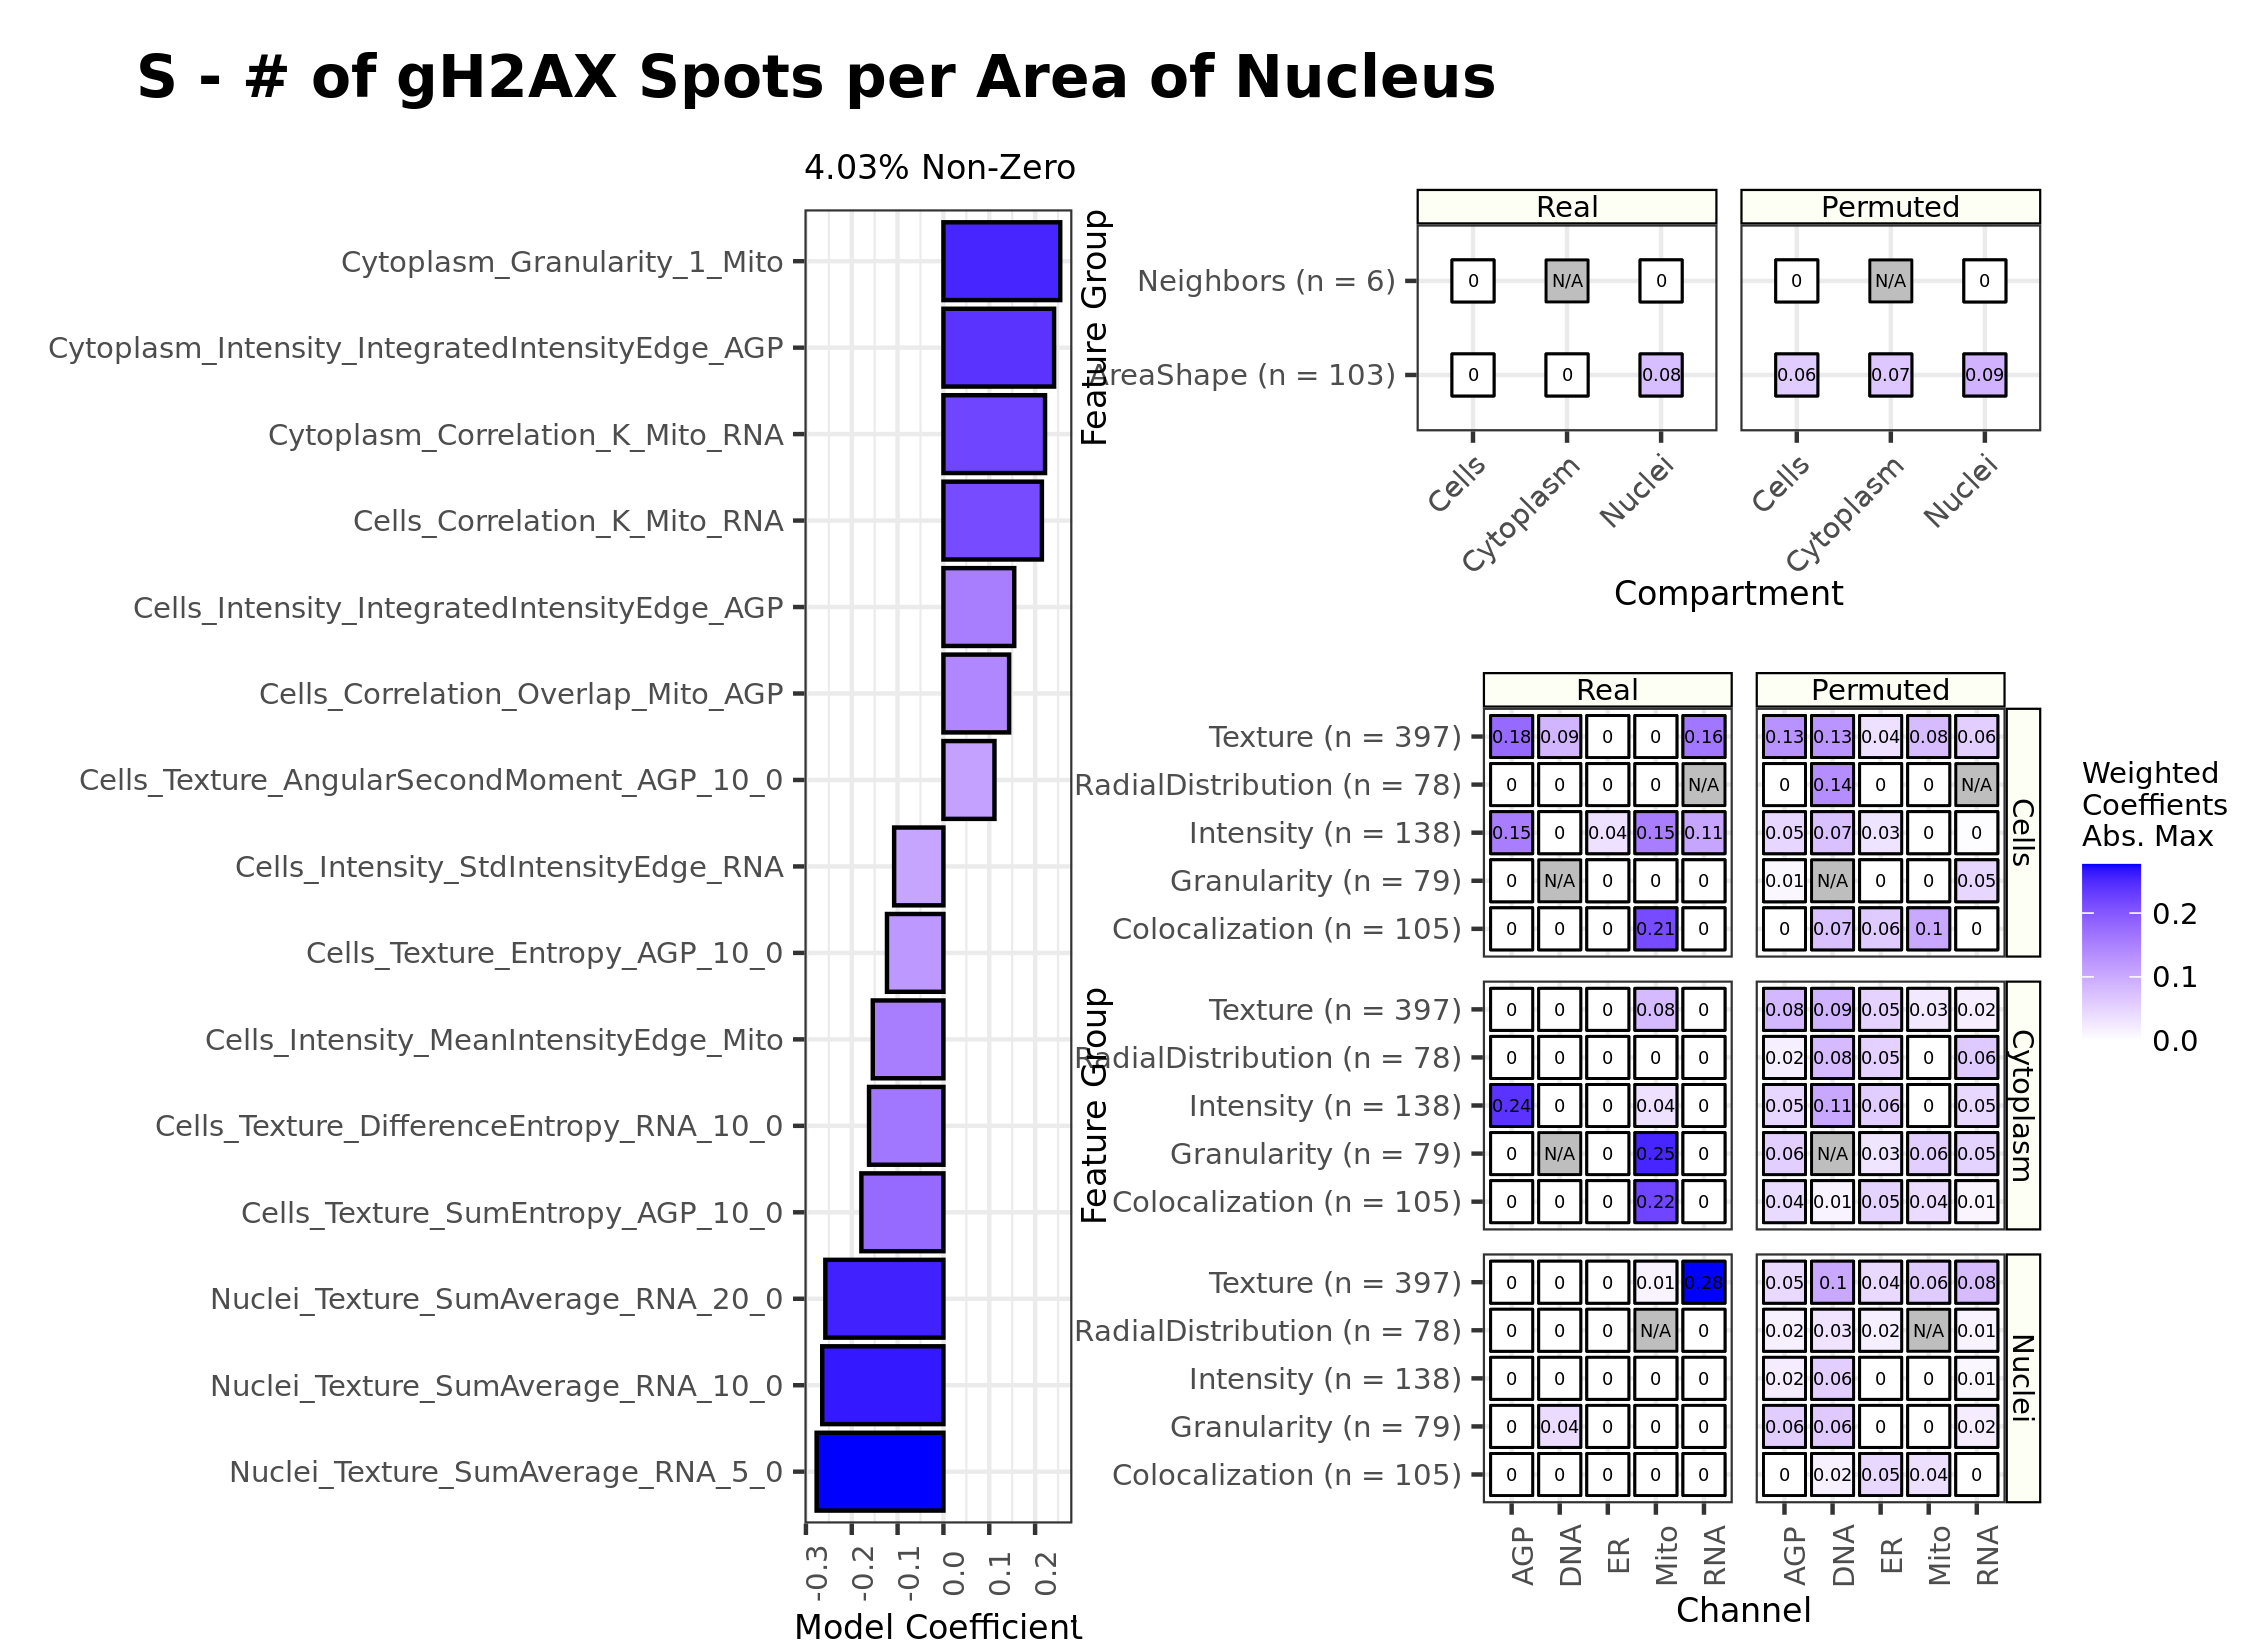 S - # of gH2AX Spots per Area of Nucleus
4.03% Non-Zero
Cytoplasm_Granularity_1_Mito
Cytoplasm_Intensity_IntegratedIntensityEdge_AGP
Cytoplasm_Correlation_K_Mito_RNA
Cells_Correlation_K_Mito_RNA
Cells_Intensity_IntegratedIntensityEdge_AGP
Cells_Correlation_Overlap_Mito_AGP
Cells_Texture_AngularSecondMoment_AGP_10_0
Cells_Intensity_StdIntensityEdge_RNA
Cells_Texture_Entropy_AGP_10_0
Cells_Intensity_MeanIntensityEdge_Mito
Cells_Texture_DifferenceEntropy_RNA_10_0
Cells_Texture_SumEntropy_AGP_10_0
Nuclei_Texture_SumAverage_RNA_20_0
Nuclei_Texture_SumAverage_RNA_10_0
Nuclei_Texture_SumAverage_RNA_5_0
-0.3 -0.2 -0.1 0.0 0.1 0.2
Model Coefficient
Feature Group
Real Permuted
Neighbors (n = 6) 0 N/A 0 0 N/A 0
AreaShape (n = 103) 0 0 0.08 0.06 0.07 0.09
Cells Cytoplasm Nuclei Cells Cytoplasm Nuclei
Compartment
Feature Group
Real Permuted
Texture (n = 397) 0.18 0.09 0 0 0.16 0.13 0.13 0.04 0.08 0.06
RadialDistribution (n = 78) 0 0 0 0 N/A 0 0.14 0 0 N/A
Intensity (n = 138) 0.15 0 0.04 0.15 0.11 0.05 0.07 0.03 0 0
Granularity (n = 79) 0 N/A 0 0 0 0.01 N/A 0 0 0.05
Colocalization (n = 105) 0 0 0 0.21 0 0 0.07 0.06 0.1 0
Cells
Texture (n = 397) 0 0 0 0.08 0 0.08 0.09 0.05 0.03 0.02
RadialDistribution (n = 78) 0 0 0 0 0 0.02 0.08 0.05 0 0.06
Intensity (n = 138) 0.24 0 0 0.04 0 0.05 0.11 0.06 0 0.05
Granularity (n = 79) 0 N/A 0 0.25 0 0.06 N/A 0.03 0.06 0.05
Colocalization (n = 105) 0 0 0 0.22 0 0.04 0.01 0.05 0.04 0.01
Cytoplasm
Texture (n = 397) 0 0 0 0.01 0.28 0.05 0.1 0.04 0.06 0.08
RadialDistribution (n = 78) 0 0 0 N/A 0 0.02 0.03 0.02 N/A 0.01
Intensity (n = 138) 0 0 0 0 0 0.02 0.06 0 0 0.01
Granularity (n = 79) 0 0.04 0 0 0 0.06 0.06 0 0 0.02
Colocalization (n = 105) 0 0 0 0 0 0 0.02 0.05 0.04 0
Nuclei
AGP DNA ER Mito RNA AGP DNA ER Mito RNA
Channel
Weighted
Coeffients
Abs. Max
0.2
0.1
0.0